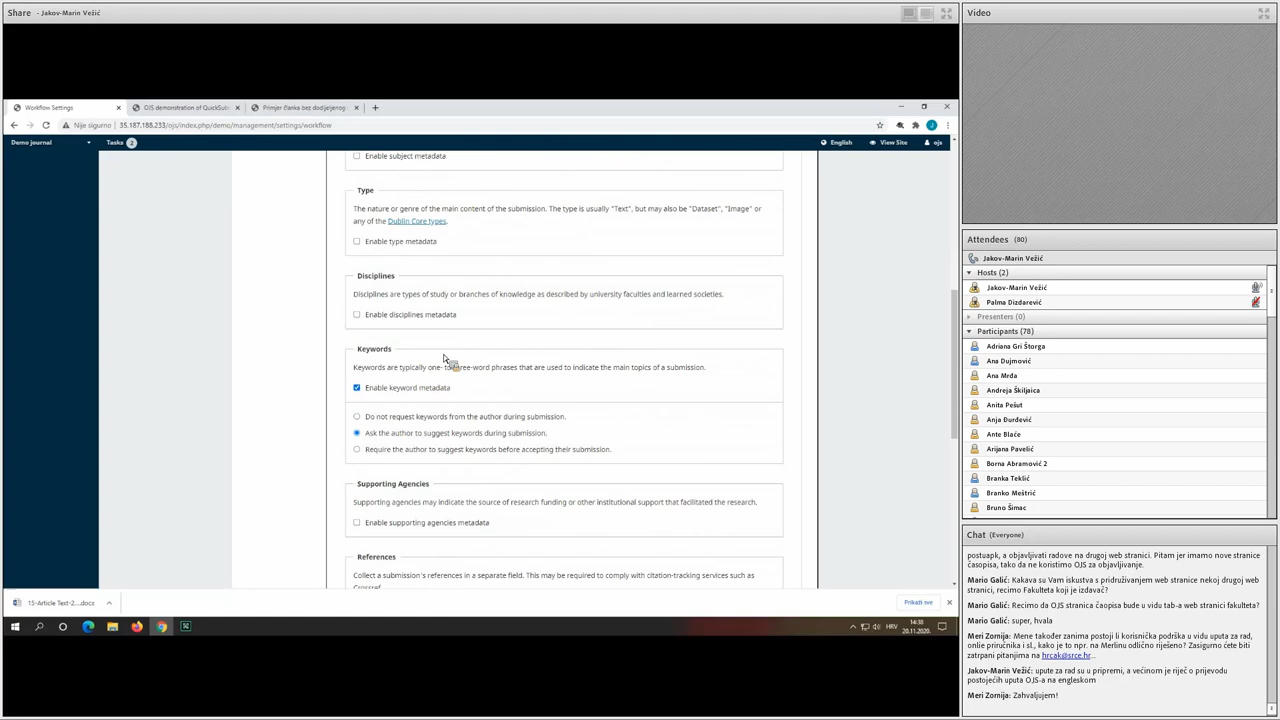 Share - Jakov-Marin Vežić
Workflow Settings
OJS demonstration of QuickSub
Primjer članka bez dodijeljenog
Nije sigurno
35.187.188.233/ojs/index.php/demo/management/settings/workflow
Demo journal
Tasks 2
English
View Site
ojs
Enable subject metadata
Type
The nature or genre of the main content of the submission. The type is usually "Text", but may also be "Dataset", "Image" or
any of the Dublin Core types.
Enable type metadata
Disciplines
Disciplines are types of study or branches of knowledge as described by university faculties and learned societies.
Enable disciplines metadata
Keywords
Keywords are typically one- to three-word phrases that are used to indicate the main topics of a submission.
Enable keyword metadata
Do not request keywords from the author during submission.
Ask the author to suggest keywords during submission.
Require the author to suggest keywords before accepting their submission.
Supporting Agencies
Supporting agencies may indicate the source of research funding or other institutional support that facilitated the research.
Enable supporting agencies metadata
References
Collect a submission's references in a separate field. This may be required to comply with citation-tracking services such as
Crossref.
15-Article Text-2....docx
Prikaži sve
HRV
14:38
20.11.2020.
Video
Attendees (80)
Jakov-Marin Vežić
Hosts (2)
Jakov-Marin Vežić
Palma Dizdarević
Presenters (0)
Participants (78)
Adriana Gri Štorga
Ana Dujmović
Ana Mrđa
Andreja Škiljaica
Anita Pešut
Anja Đurđević
Ante Blaće
Arijana Pavelić
Borna Abramović 2
Branka Teklić
Branko Meštrić
Bruno Šimac
Chat (Everyone)
postuapk, a objavljivati radove na drugoj web stranici. Pitam jer imamo nove stranice
časopisa, tako da ne koristimo OJS za objavljivanje.
Mario Galić: Kakava su Vam iskustva s pridruživanjem web stranice nekoj drugoj web
stranici, recimo Fakulteta koji je izdavač?
Mario Galić: Recimo da OJS stranica čaopisa bude u vidu tab-a web stranici fakulteta?
Mario Galić: super, hvala
Meri Zornija: Mene također zanima postoji li korisnička podrška u vidu uputa za rad,
onlie priručnika i sl., kako je to npr. na Merlinu odlično riješeno? Zasigurno ćete biti
zatrpani pitanjima na hrcak@srce.hr...
Jakov-Marin Vežić: upute za rad su u pripremi, a većinom je riječ o prijevodu
postojećih uputa OJS-a na engleskom
Meri Zornija: Zahvaljujem!